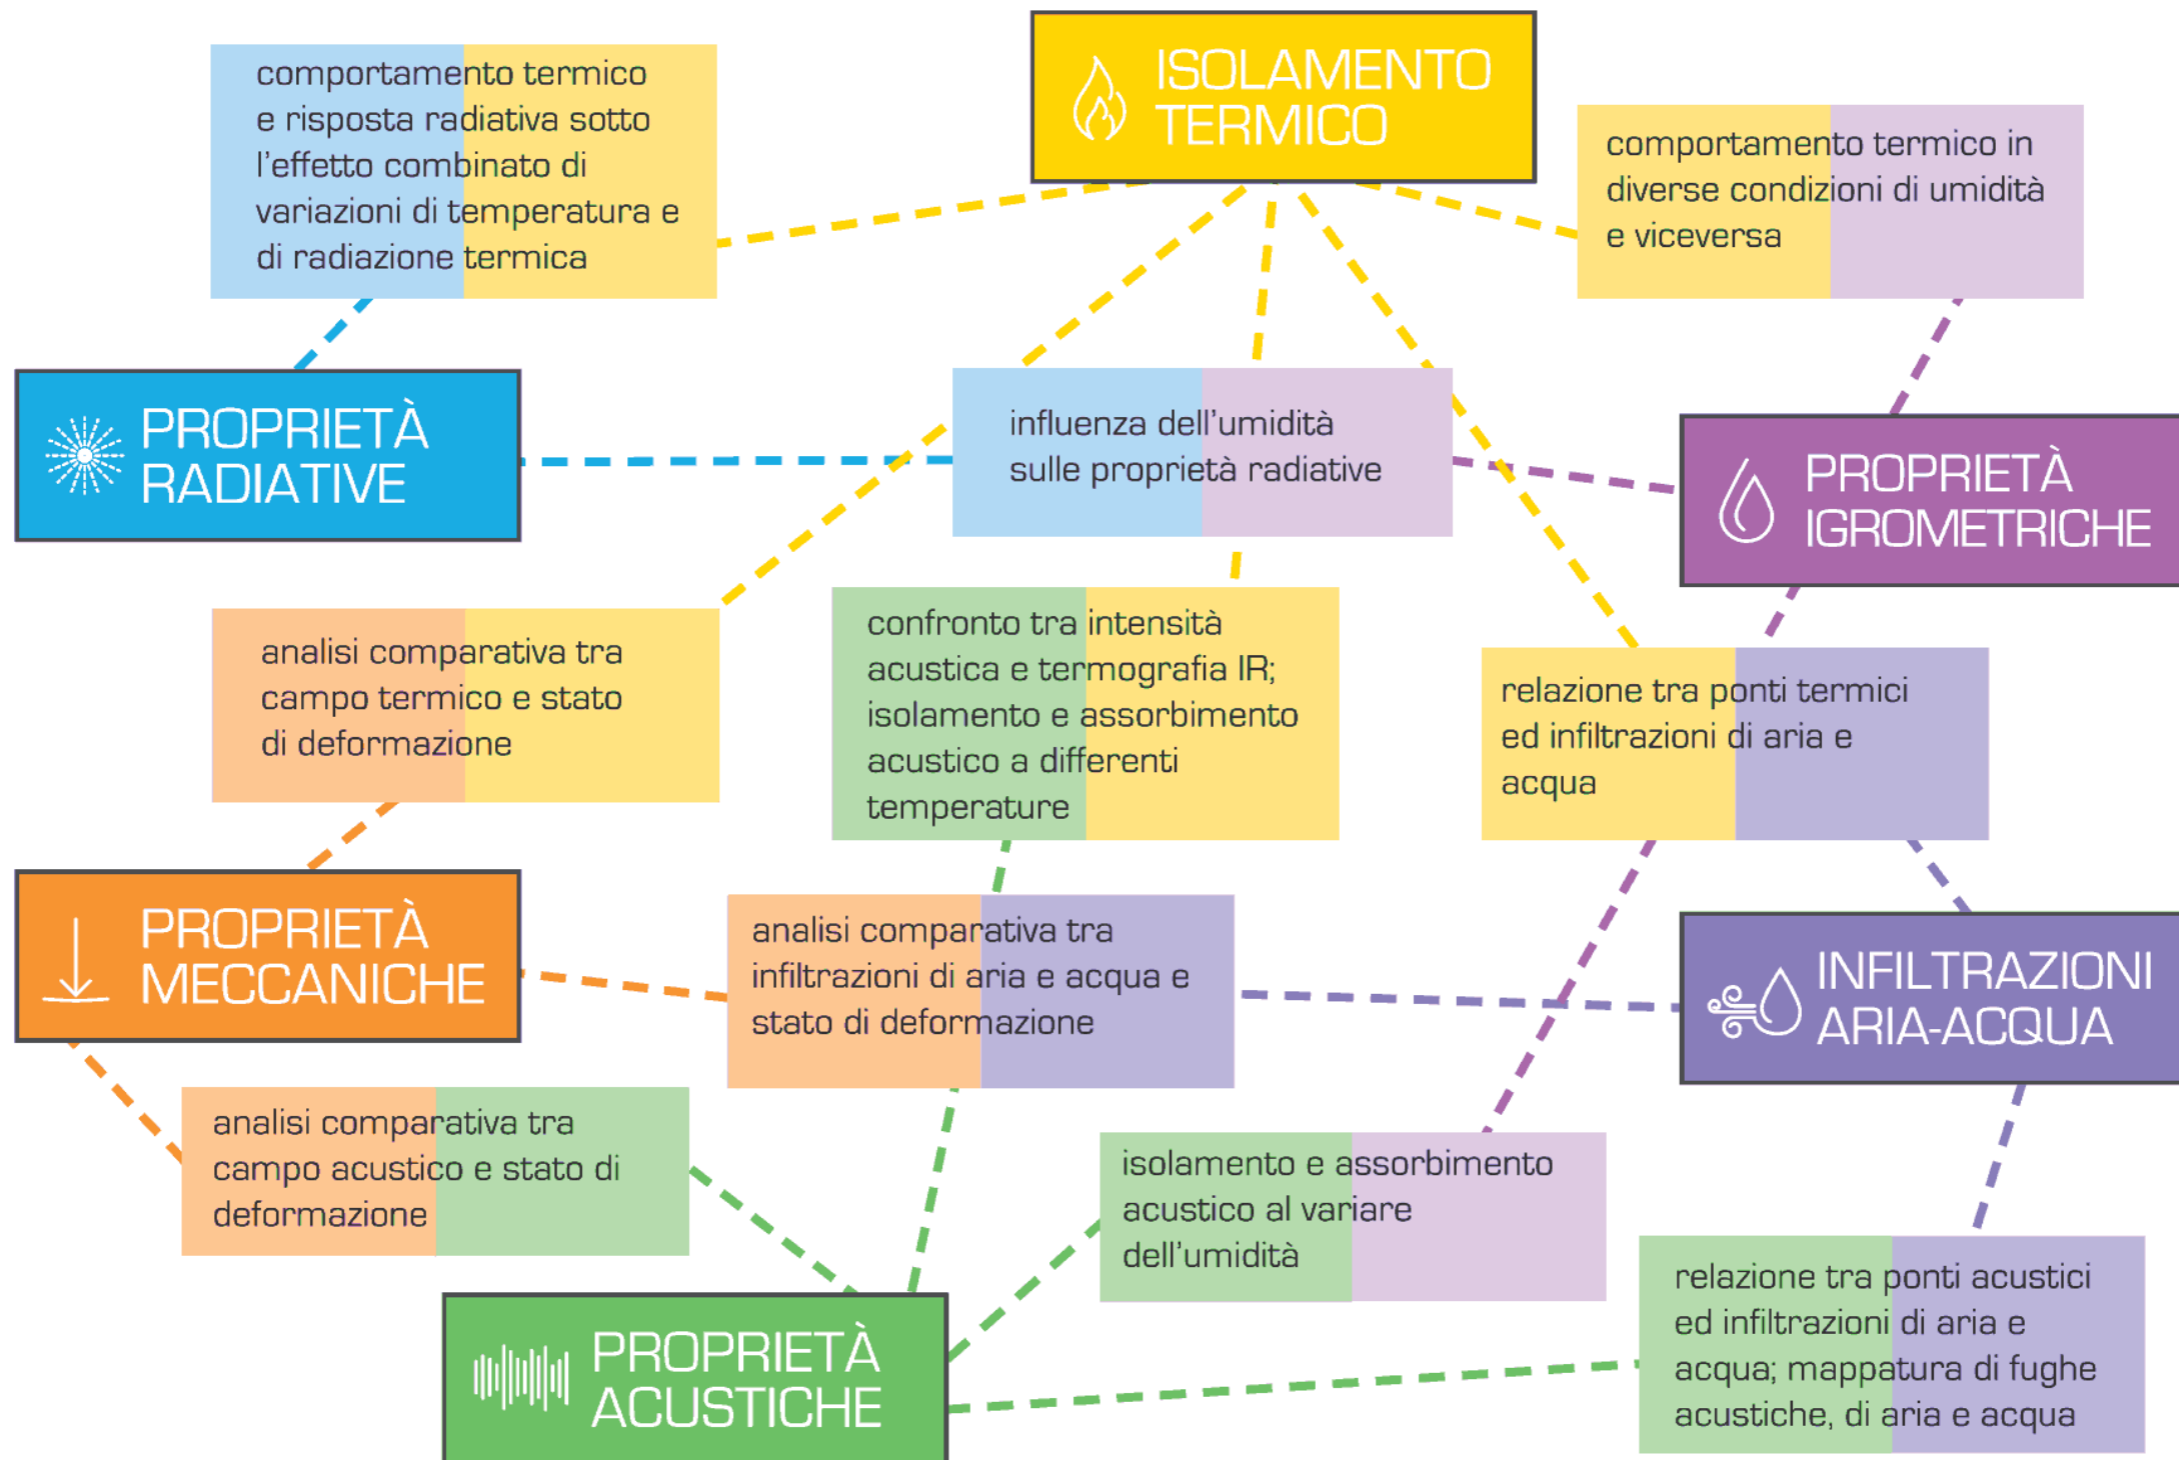 ISOLAMENTO
TERMICO
comportamento termico
e risposta radiativa sotto
l'effetto combinato di
variazioni di temperatura e
di radiazione termica
comportamento termico in
diverse condizioni di umidità
e viceversa
PROPRIETÀ
RADIATIVE
influenza dell'umidità
sulle proprietà radiative
PROPRIETÀ
IGROMETRICHE
analisi comparativa tra
campo termico e stato
di deformazione
confronto tra intensità
acustica e termografia IR;
isolamento e assorbimento
acustico a differenti
temperature
relazione tra ponti termici
ed infiltrazioni di aria e
acqua
PROPRIETÀ
MECCANICHE
analisi comparativa tra
infiltrazioni di aria e acqua e
stato di deformazione
INFILTRAZIONI
ARIA-ACQUA
analisi comparativa tra
campo acustico e stato di
deformazione
isolamento e assorbimento
acustico al variare
dell'umidità
relazione tra ponti acustici
ed infiltrazioni di aria e
acqua; mappatura di fughe
acustiche, di aria e acqua
PROPRIETÀ
ACUSTICHE